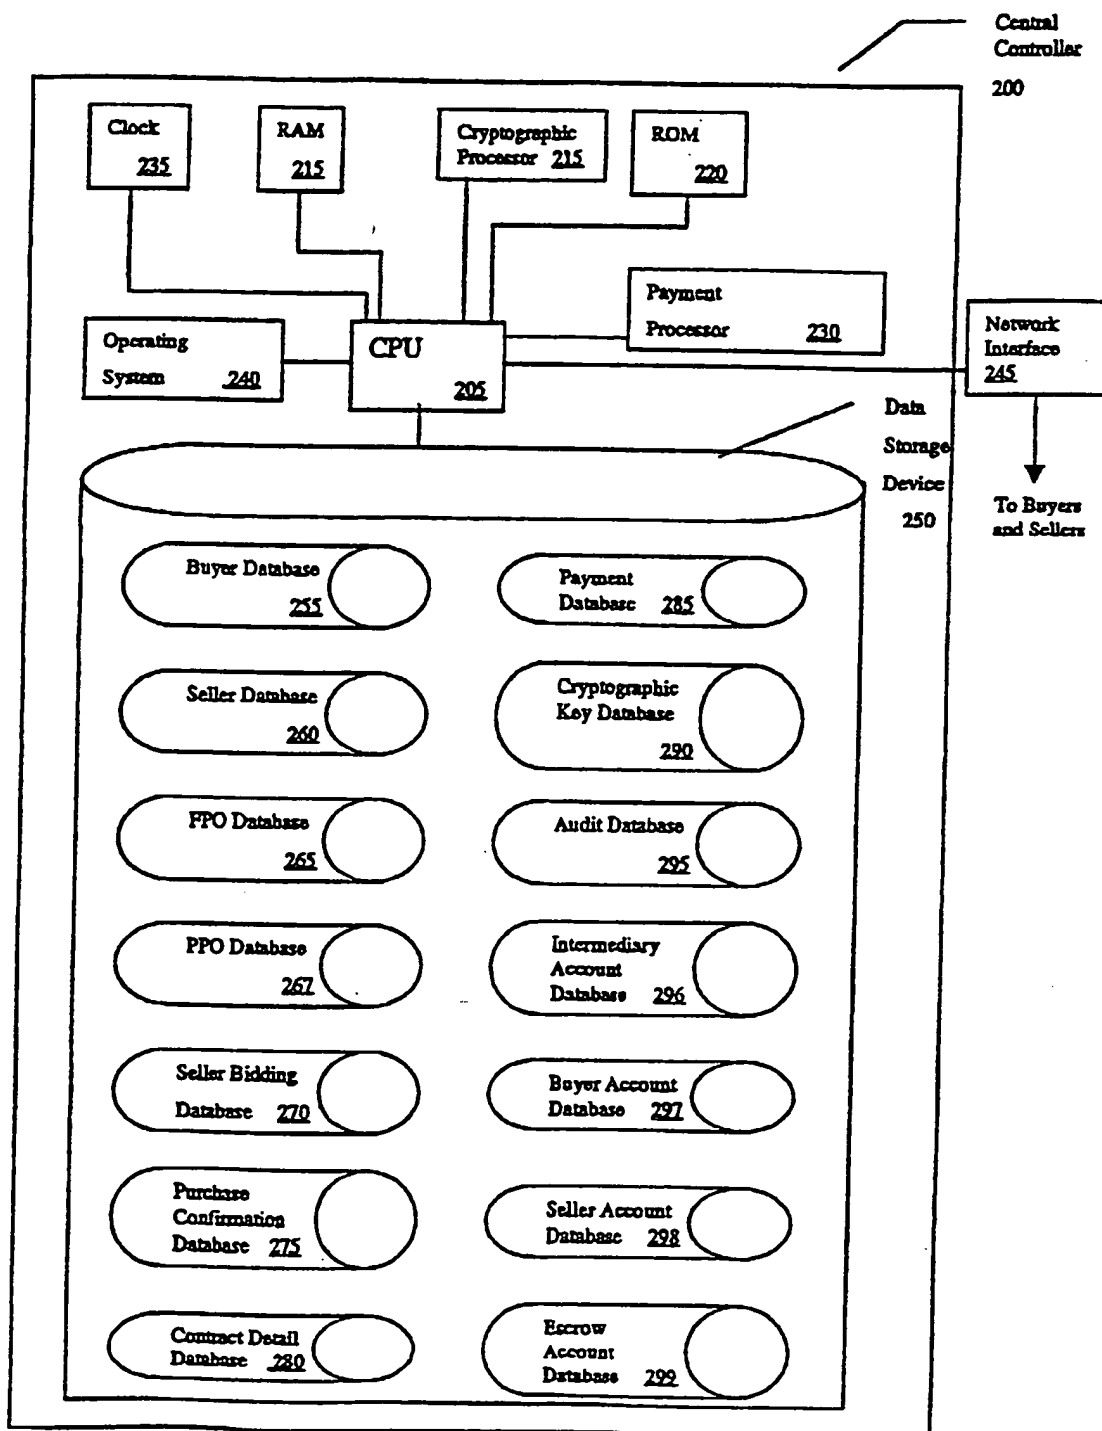 Central
Controller
200
Clock
235
RAM
215
Cryptographic
Processor 215
ROM
220
Payment
Processor 230
Operating
System 240
CPU
205
Network
Interface
245
Data
Storage
Device
250
To Buyers
and Sellers
Buyer Database
255
Payment
Database 285
Seller Database
260
Cryptographic
Key Database
290
FPO Database
265
Audit Database
295
PPO Database
267
Intermediary
Account
Database 296
Seller Bidding
Database 270
Buyer Account
Database 297
Purchase
Confirmation
Database 275
Seller Account
Database 298
Contract Detail
Database 280
Escrow
Account
Database 299